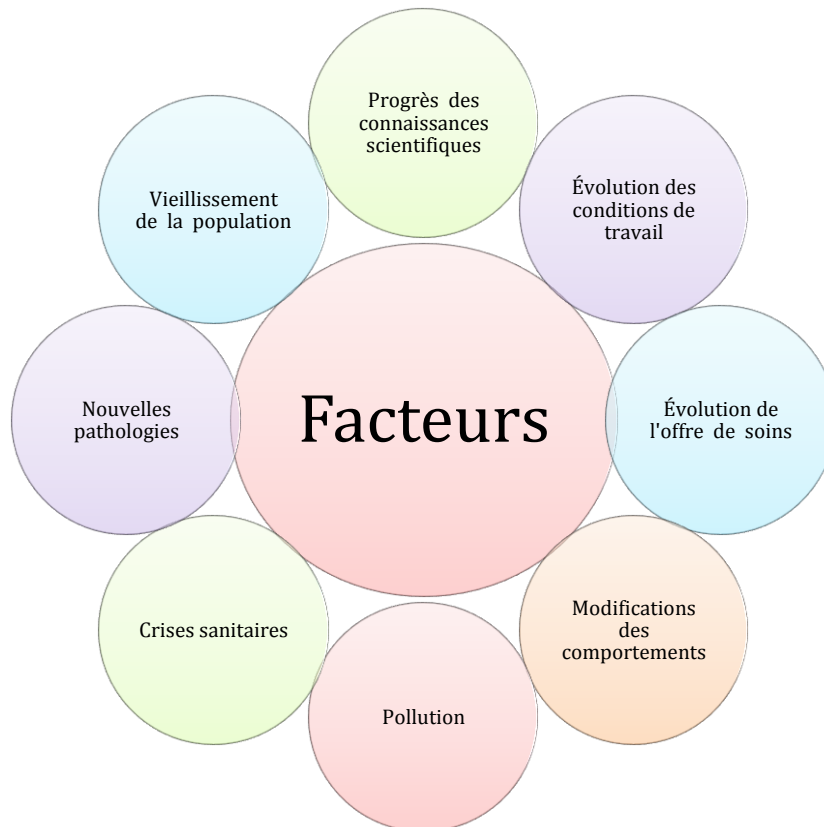 Progrès des
connaissances
scientifiques
Évolution des
conditions de
travail
Vieillissement
de la population
Facteurs
Nouvelles
pathologies
Évolution de
l'offre de soins
Crises sanitaires
Modifications
des
comportements
Pollution